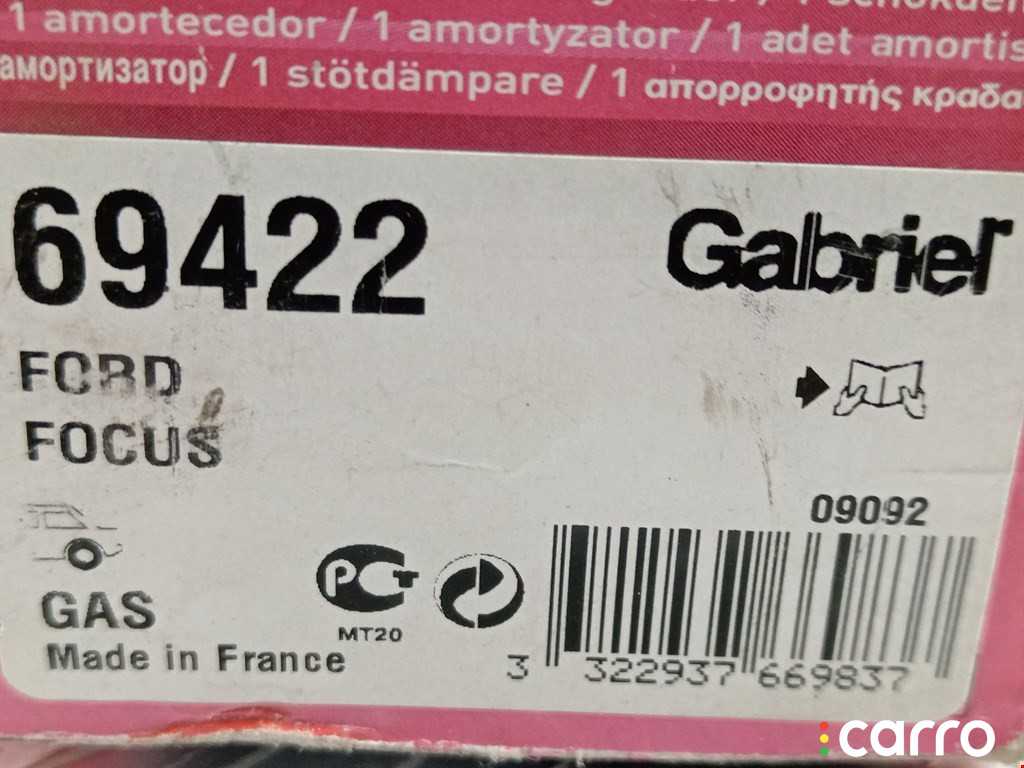 1 amortecedor / 1 amortyzator / 1 adet amortis
амортизатор / 1 stötdämpare / 1 απορροφητής κραδα
69422
Gabriel
FORD
FOCUS
09092
GAS
PCT
MT20
Made in France
3 322937 669837
carro